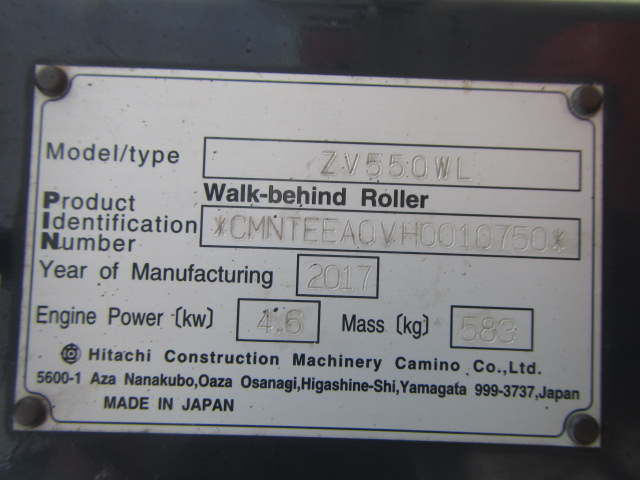 Model/type ZV550WL
Walk-behind Roller
Product
Identification *CMNTEEA0VH0010750*
Number
Year of Manufacturing 2017
Engine Power (kw) 4.6 Mass (kg) 583
Hitachi Construction Machinery Camino Co.,Ltd.
5600-1 Aza Nanakubo,Oaza Osanagi,Higashine-Shi,Yamagata 999-3737,Japan
MADE IN JAPAN